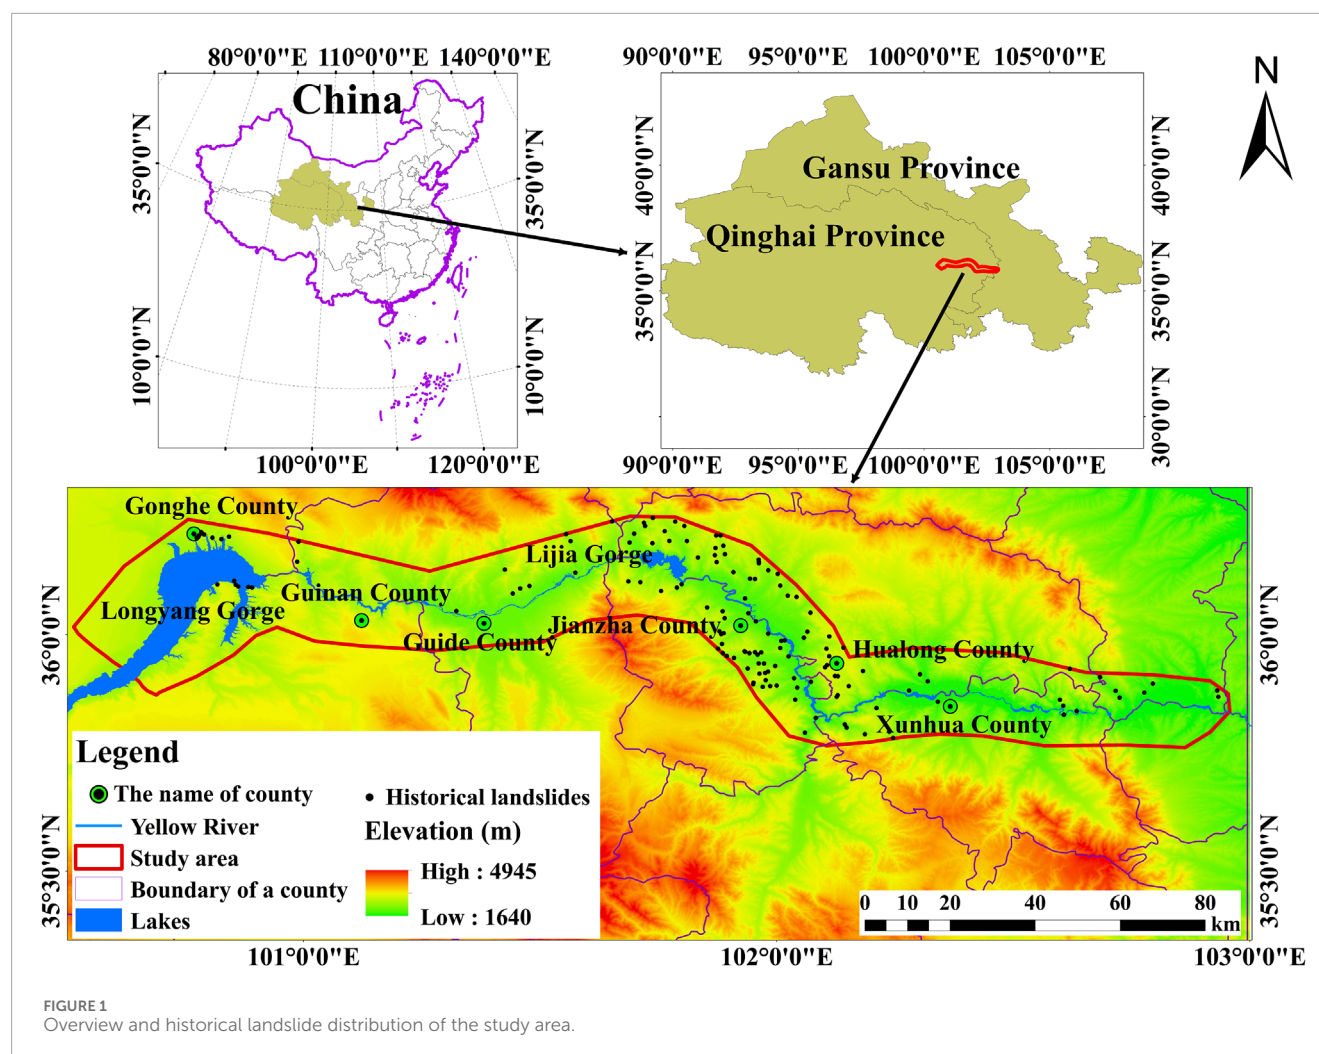 80°0'0"E 110°0'0"E 140°0'0"E
China
35°0'0"N
10°0'0"N
35°0'0"N
10°0'0"N
100°0'0"E 120°0'0"E
90°0'0"E 95°0'0"E 100°0'0"E 105°0'0"E
Gansu Province
Qinghai Province
40°0'0"N
35°0'0"N
40°0'0"N
35°0'0"N
30°0'0"N
90°0'0"E 95°0'0"E 100°0'0"E 105°0'0"E
N
Gonghe County
Lijia Gorge
Guinan County
Longyang Gorge
Jianzha County
Guide County
Hualong County
Xunhua County
36°0'0"N
35°30'0"N
36°0'0"N
35°30'0"N
Legend
The name of county
Yellow River
Study area
Boundary of a county
Lakes
Historical landslides
Elevation (m)
High : 4945
Low : 1640
0 10 20 40 60 80
km
101°0'0"E 102°0'0"E 103°0'0"E
FIGURE 1
Overview and historical landslide distribution of the study area.